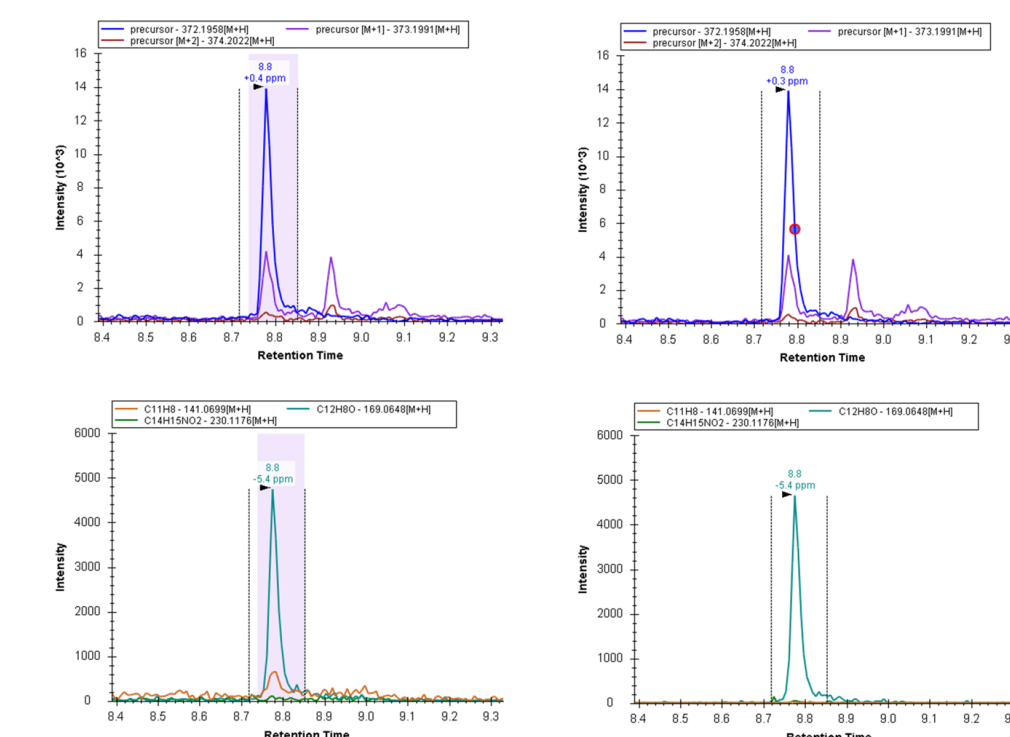 precursor - 372.1958[M+H] precursor [M+1] - 373.1991[M+H]
precursor [M+2] - 374.2022[M+H]
16
14
12
10
8
6
4
2
0
Intensity (10^3)
8.8
+0.4 ppm
8.4 8.5 8.6 8.7 8.8 8.9 9.0 9.1 9.2 9.3
Retention Time
precursor - 372.1958[M+H] precursor [M+1] - 373.1991[M+H]
precursor [M+2] - 374.2022[M+H]
16
14
12
10
8
6
4
2
0
Intensity (10^3)
8.8
+0.3 ppm
8.4 8.5 8.6 8.7 8.8 8.9 9.0 9.1 9.2
Retention Time
C11H8 - 141.0699[M+H] C12H8O - 169.0648[M+H]
C14H15NO2 - 230.1176[M+H]
6000
5000
4000
3000
2000
1000
0
Intensity
8.8
-5.4 ppm
8.4 8.5 8.6 8.7 8.8 8.9 9.0 9.1 9.2 9.3
Retention Time
C11H8 - 141.0699[M+H] C12H8O - 169.0648[M+H]
C14H15NO2 - 230.1176[M+H]
6000
5000
4000
3000
2000
1000
0
Intensity
8.8
-5.4 ppm
8.4 8.5 8.6 8.7 8.8 8.9 9.0 9.1 9.2
Retention Time